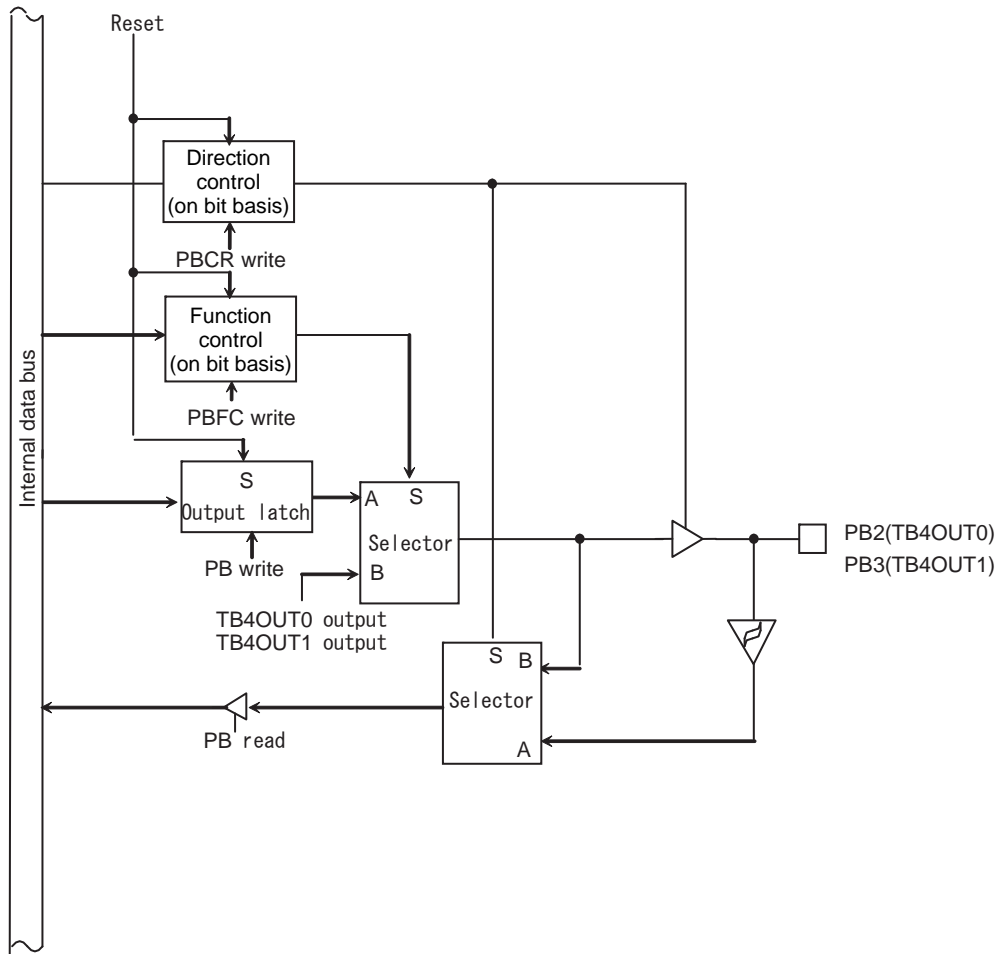 Reset
Direction
control
(on bit basis)
PBCR write
Function
control
(on bit basis)
PBFC write
Internal data bus
S
Output latch
PB write
A
S
Selector
B
TB4OUT0 output
TB4OUT1 output
PB2(TB4OUT0)
PB3(TB4OUT1)
S
B
Selector
A
PB read